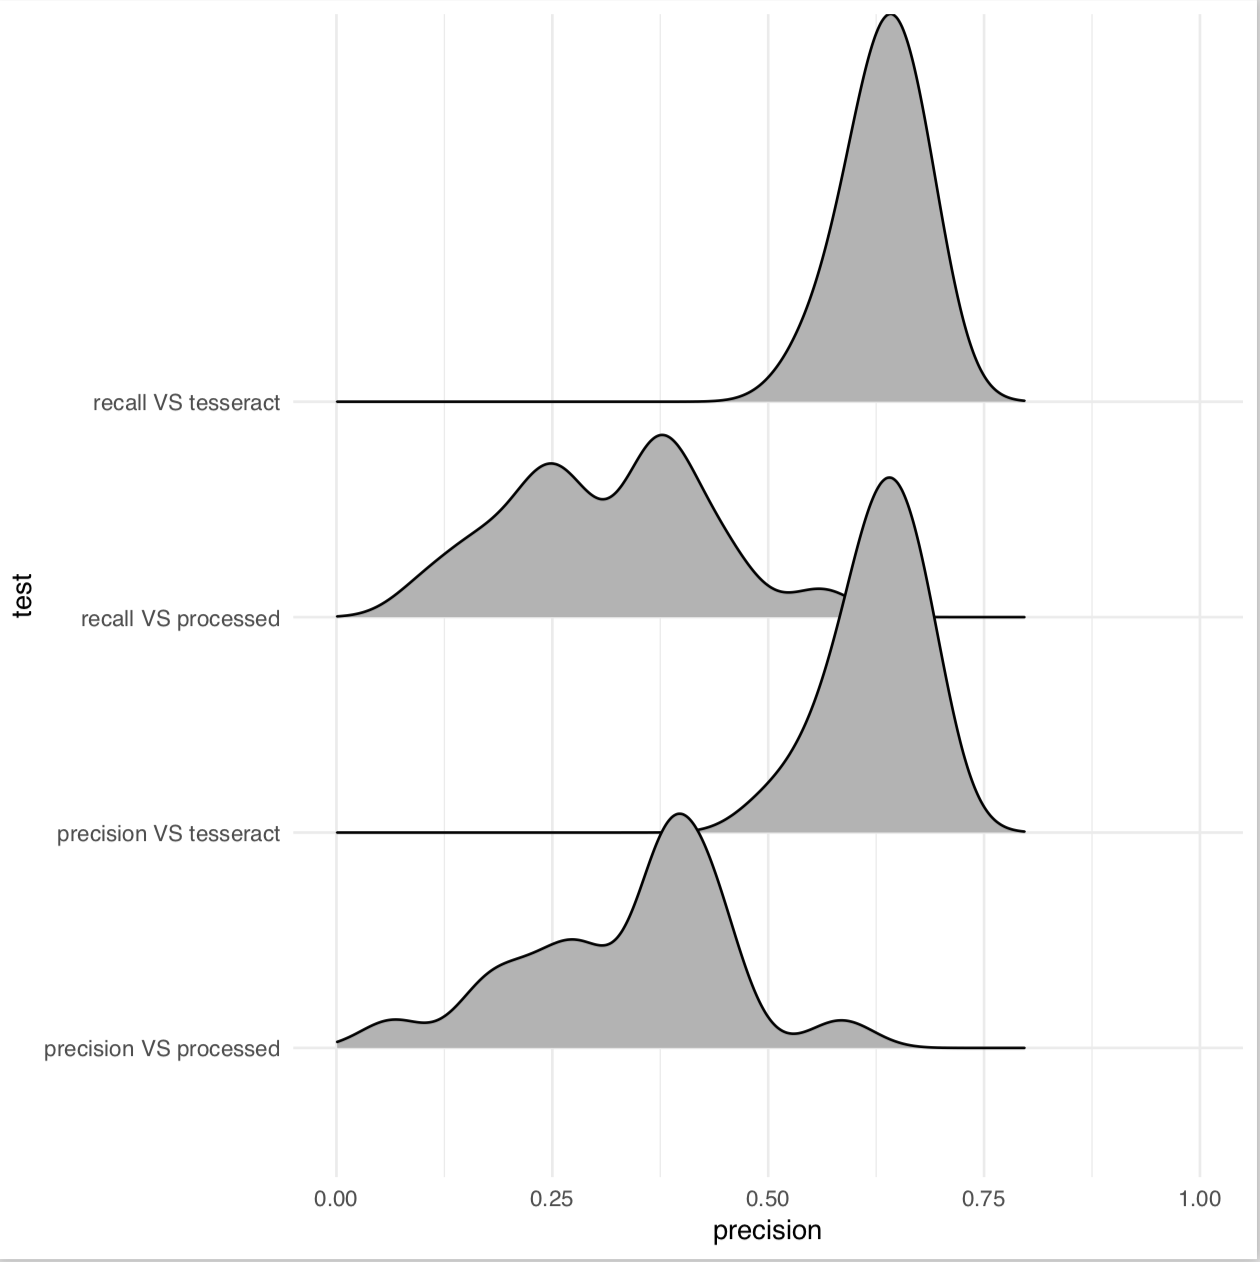 recall VS tesseract
recall VS processed
precision VS tesseract
precision VS processed
test
0.00 0.25 0.50 0.75 1.00
precision